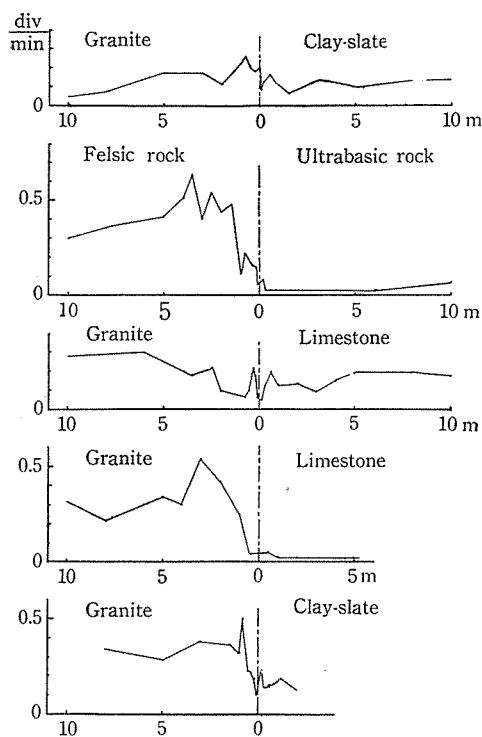 div
min
Granite Clay-slate
0
10 5 0 5 10 m
Felsic rock Ultrabasic rock
0.5
0
10 5 0 5 10 m
Granite Limestone
0
10 5 0 5 10 m
Granite Limestone
0.5
0
10 5 0 5 m
Granite Clay-slate
0.5
0
10 5 0